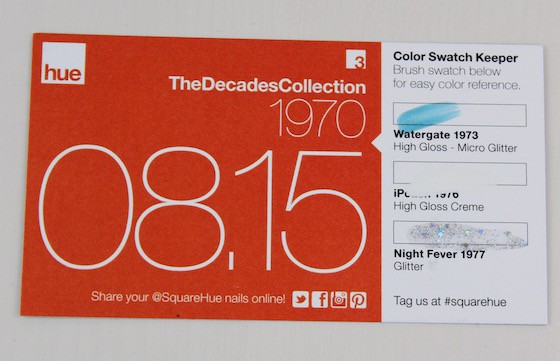 hue
3
TheDecadesCollection
1970
08.15
Share your @SquareHue nails online!
Color Swatch Keeper
Brush swatch below
for easy color reference.
Watergate 1973
High Gloss - Micro Glitter
1976
High Gloss Creme
Night Fever 1977
Glitter
Tag us at #squarehue